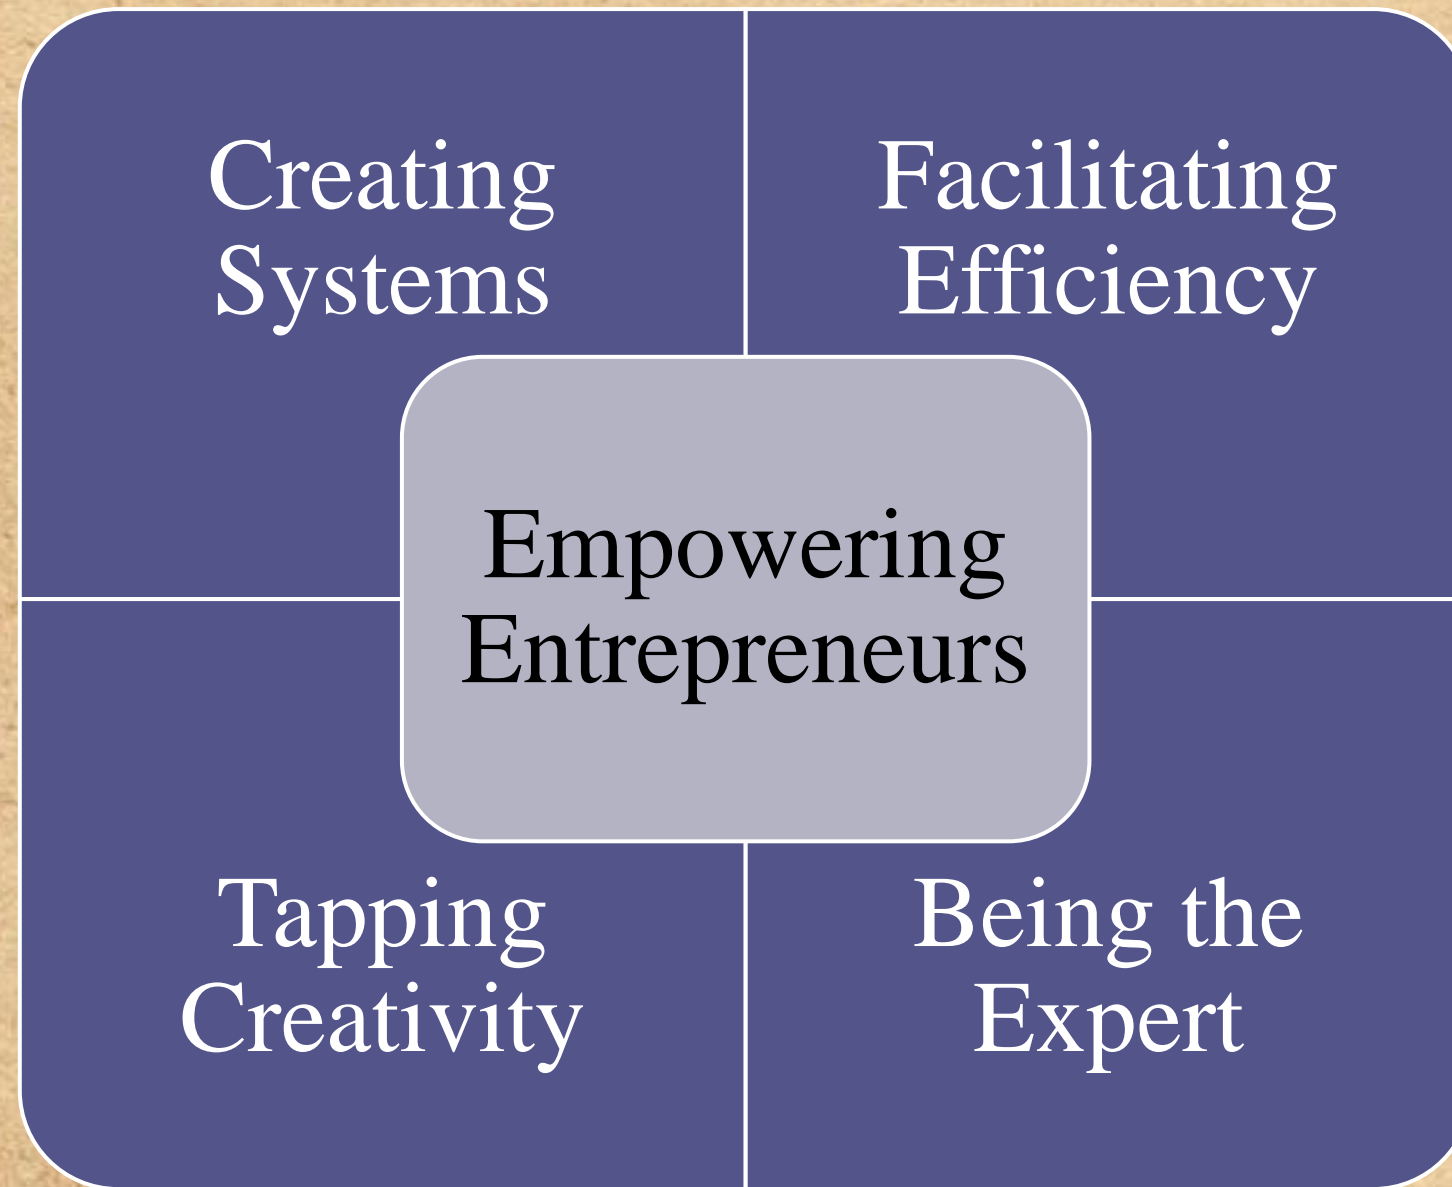 Creating
Systems
Facilitating
Efficiency
Empowering
Entrepreneurs
Tapping
Creativity
Being the
Expert